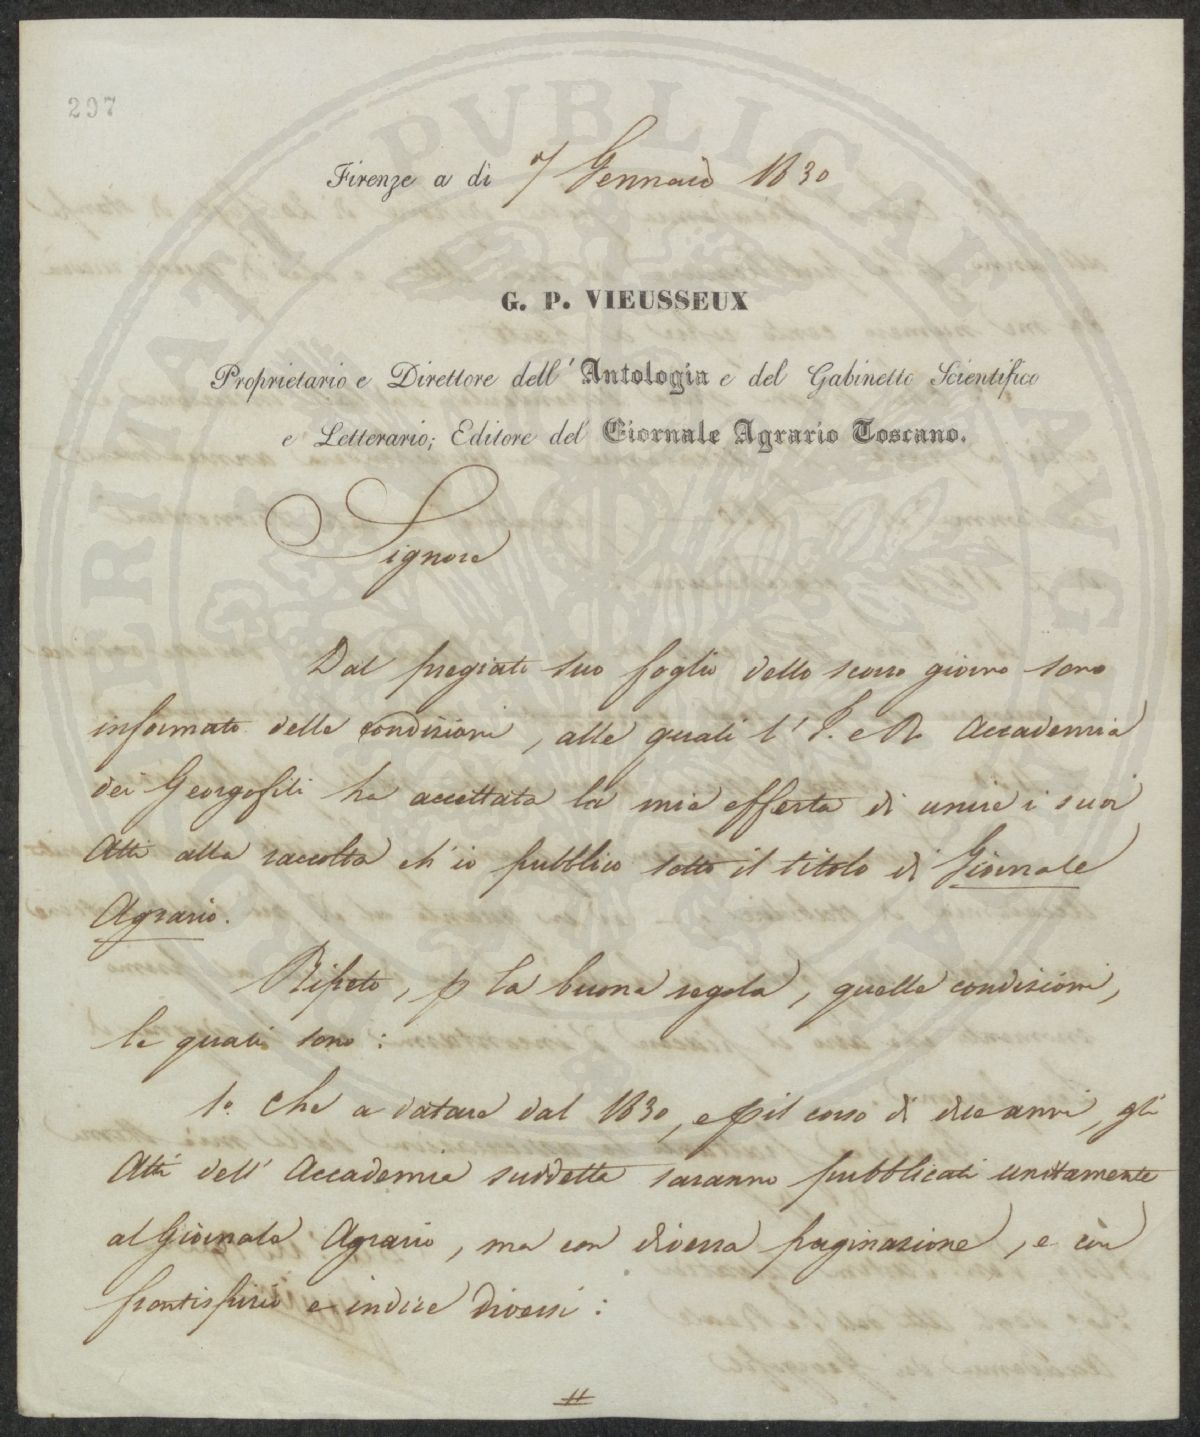 297
Firenze a dì 7 Gennaio 1830
G. P. VIEUSSEUX
Proprietario e Direttore dell' Antologia e del Gabinetto Scientifico
e Letterario; Editore del Giornale Agrario Toscano.
Signore
Dal pregiato suo foglio dello scorso giorno sono
informato delle condizioni, alle quali l'I. e R. Accademia
dei Georgofili ha accettata la mia offerta di unire i suoi
Atti alla raccolta ch'io pubblico sotto il titolo di Giornale
Agrario.
Ripeto, p la buona regola, quelle condizioni,
le quali sono:
1o Che a datare dal 1830, e p il corso di due anni, gli
Atti dell'Accademia suddetta saranno pubblicati unitamente
al Giornale Agrario, ma con diversa paginazione, e con
frontispizio e indice diversi: